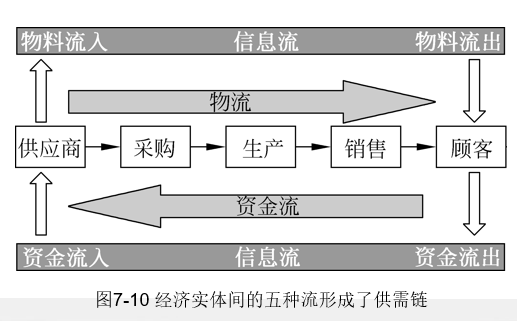 物料流入 信息流 物料流出
物流
供应商 采购 生产 销售 顾客
资金流
资金流入 信息流 资金流出
图7-10 经济实体间的五种流形成了供需链